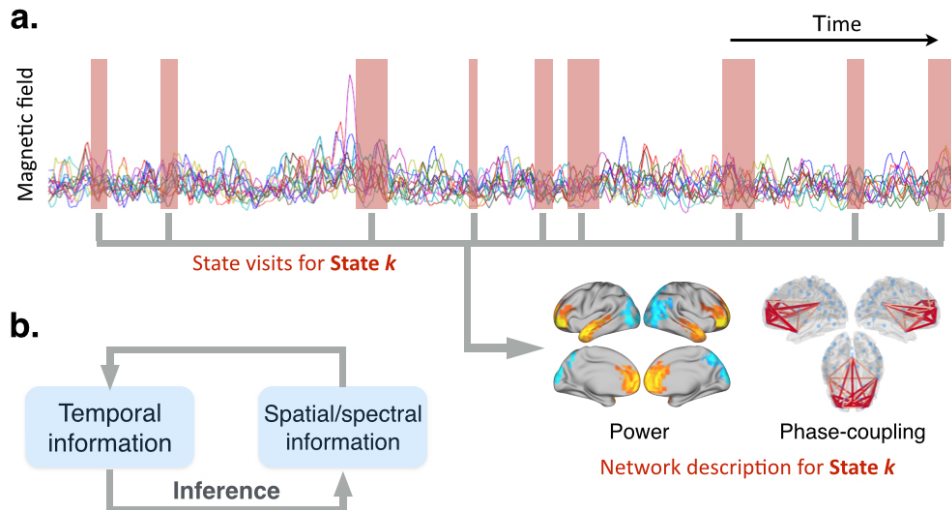 a.
Time
Magnetic field
State visits for State k
b.
Temporal
information
Spatial/spectral
information
Inference
Power
Phase-coupling
Network description for State k